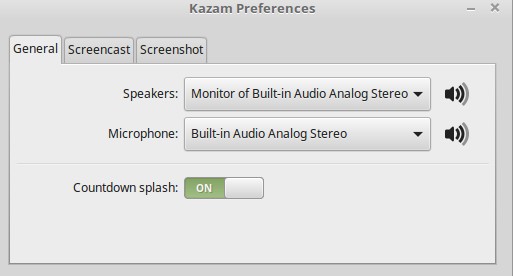 Kazam Preferences
General Screencast Screenshot
Speakers: Monitor of Built-in Audio Analog Stereo
Microphone: Built-in Audio Analog Stereo
Countdown splash: ON